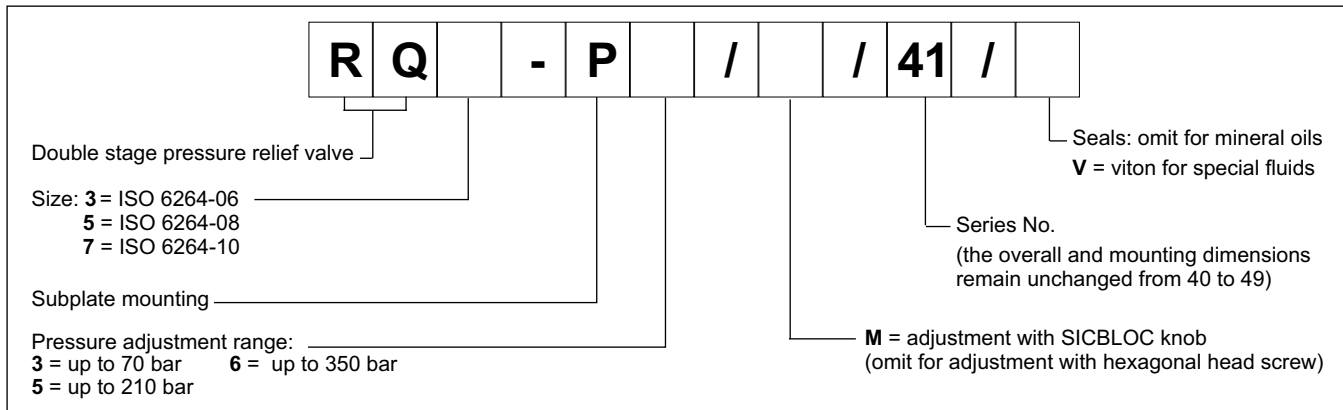 R Q - P / / 41 /
Double stage pressure relief valve
Size: 3 = ISO 6264-06
5 = ISO 6264-08
7 = ISO 6264-10
Subplate mounting
Pressure adjustment range:
3 = up to 70 bar 6 = up to 350 bar
5 = up to 210 bar
Seals: omit for mineral oils
V = viton for special fluids
Series No.
(the overall and mounting dimensions
remain unchanged from 40 to 49)
M = adjustment with SICBLOC knob
(omit for adjustment with hexagonal head screw)